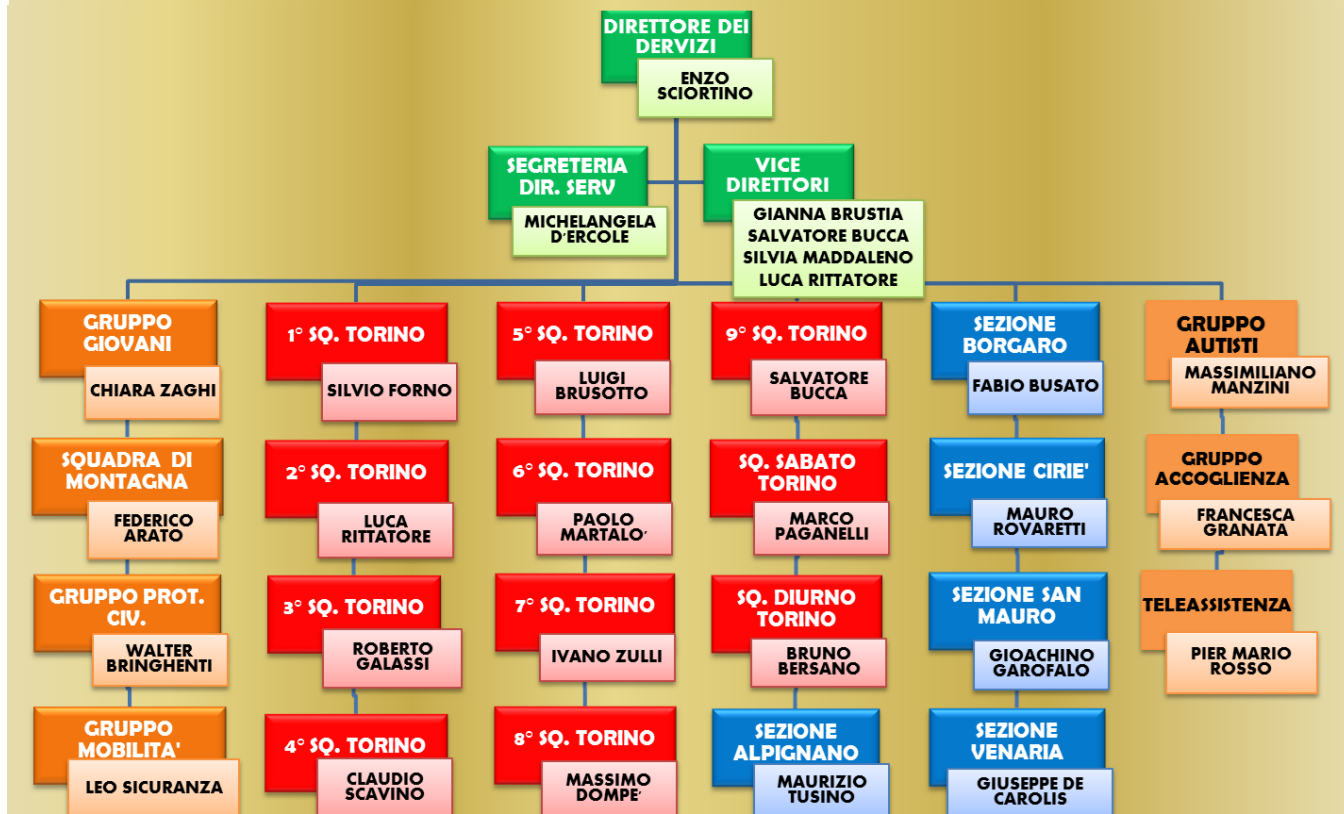 DIRETTORE DEI
DERVIZI
ENZO
SCIORTINO
SEGRETERIA
DIR. SERV
MICHELANGELA
D'ERCOLE
VICE
DIRETTORI
GIANNA BRUSTIA
SALVATORE BUCCA
SILVIA MADDALENO
LUCA RITTATORE
GRUPPO
GIOVANI
CHIARA ZAGHI
SQUADRA DI
MONTAGNA
FEDERICO
ARATO
GRUPPO PROT.
CIV.
WALTER
BRINGHENTI
GRUPPO
MOBILITA'
LEO SICURANZA
1° SQ. TORINO
SILVIO FORNO
2° SQ. TORINO
LUCA
RITTATORE
3° SQ. TORINO
ROBERTO
GALASSI
4° SQ. TORINO
CLAUDIO
SCAVINO
5° SQ. TORINO
LUIGI
BRUSOTTO
6° SQ. TORINO
PAOLO
MARTALO'
7° SQ. TORINO
IVANO ZULLI
8° SQ. TORINO
MASSIMO
DOMPE'
9° SQ. TORINO
SALVATORE
BUCCA
SQ. SABATO
TORINO
MARCO
PAGANELLI
SQ. DIURNO
TORINO
BRUNO
BERSANO
SEZIONE
ALPIGNANO
MAURIZIO
TUSINO
SEZIONE
BORGARO
FABIO BUSATO
SEZIONE CIRIE'
MAURO
ROVARETTI
SEZIONE SAN
MAURO
GIOACHINO
GAROFALO
SEZIONE
VENARIA
GIUSEPPE DE
CAROLIS
GRUPPO
AUTISTI
MASSIMILIANO
MANZINI
GRUPPO
ACCOGLIENZA
FRANCESCA
GRANATA
TELEASSISTENZA
PIER MARIO
ROSSO